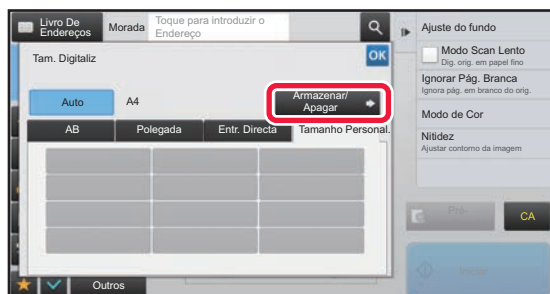 Livro De
Endereços
Morada
Toque para introduzir o
Endereço
Tam. Digitaliz
OK
Auto
A4
Armazenar/
Apagar
AB
Polegada
Entr. Directa
Tamanho Personal.
Outros
Ajuste do fundo
Modo Scan Lento
Dig. orig. em papel fino
Ignorar Pág. Branca
Ignora pág. em branco do orig.
Modo de Cor
Nitidez
Ajustar contorno da imagem
Pré-
CA
Iniciar